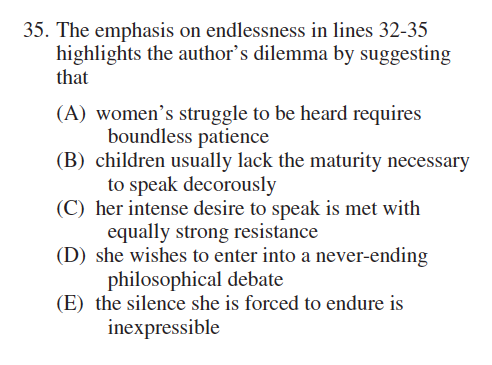 35. The emphasis on endlessness in lines 32-35
highlights the author's dilemma by suggesting
that
(A) women's struggle to be heard requires
boundless patience
(B) children usually lack the maturity necessary
to speak decorously
(C) her intense desire to speak is met with
equally strong resistance
(D) she wishes to enter into a never-ending
philosophical debate
(E) the silence she is forced to endure is
inexpressible